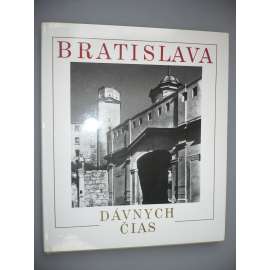 BRATISLAVA
DÁVNYCH
ČIAS